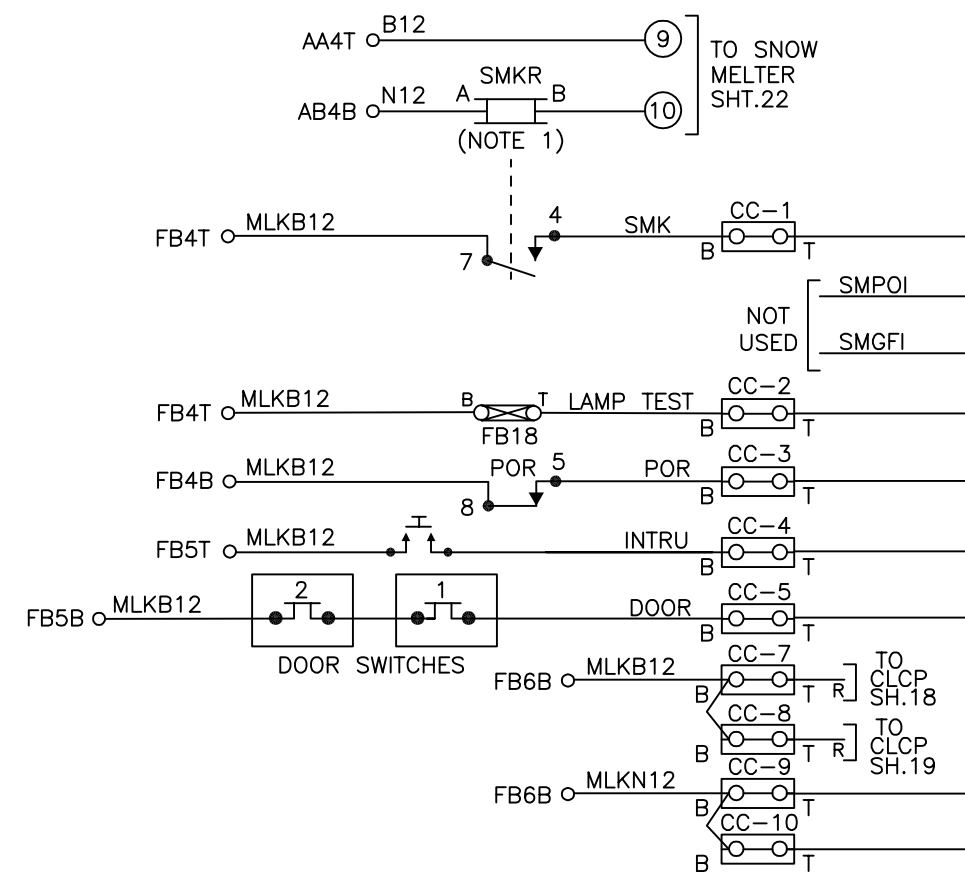 AA4T B12 9
TO SNOW
MELTER
SHT.22
SMKR
AB4B N12 A B 10
(NOTE 1)
FB4T MLKB12 7 4 SMK CC-1
B T
NOT
USED
SMPOI
SMGFI
FB4T MLKB12 B T LAMP TEST CC-2
FB18
B T
FB4B MLKB12 8 POR 5 POR CC-3
B T
FB5T MLKB12 INTRU CC-4
B T
FB5B MLKB12 2 1 DOOR CC-5
B T
DOOR SWITCHES
FB6B MLKB12 CC-7
B T R
TO
CLCP
SH.18
CC-8
B T R
TO
CLCP
SH.19
FB6B MLKN12 CC-9
B T
CC-10
B T